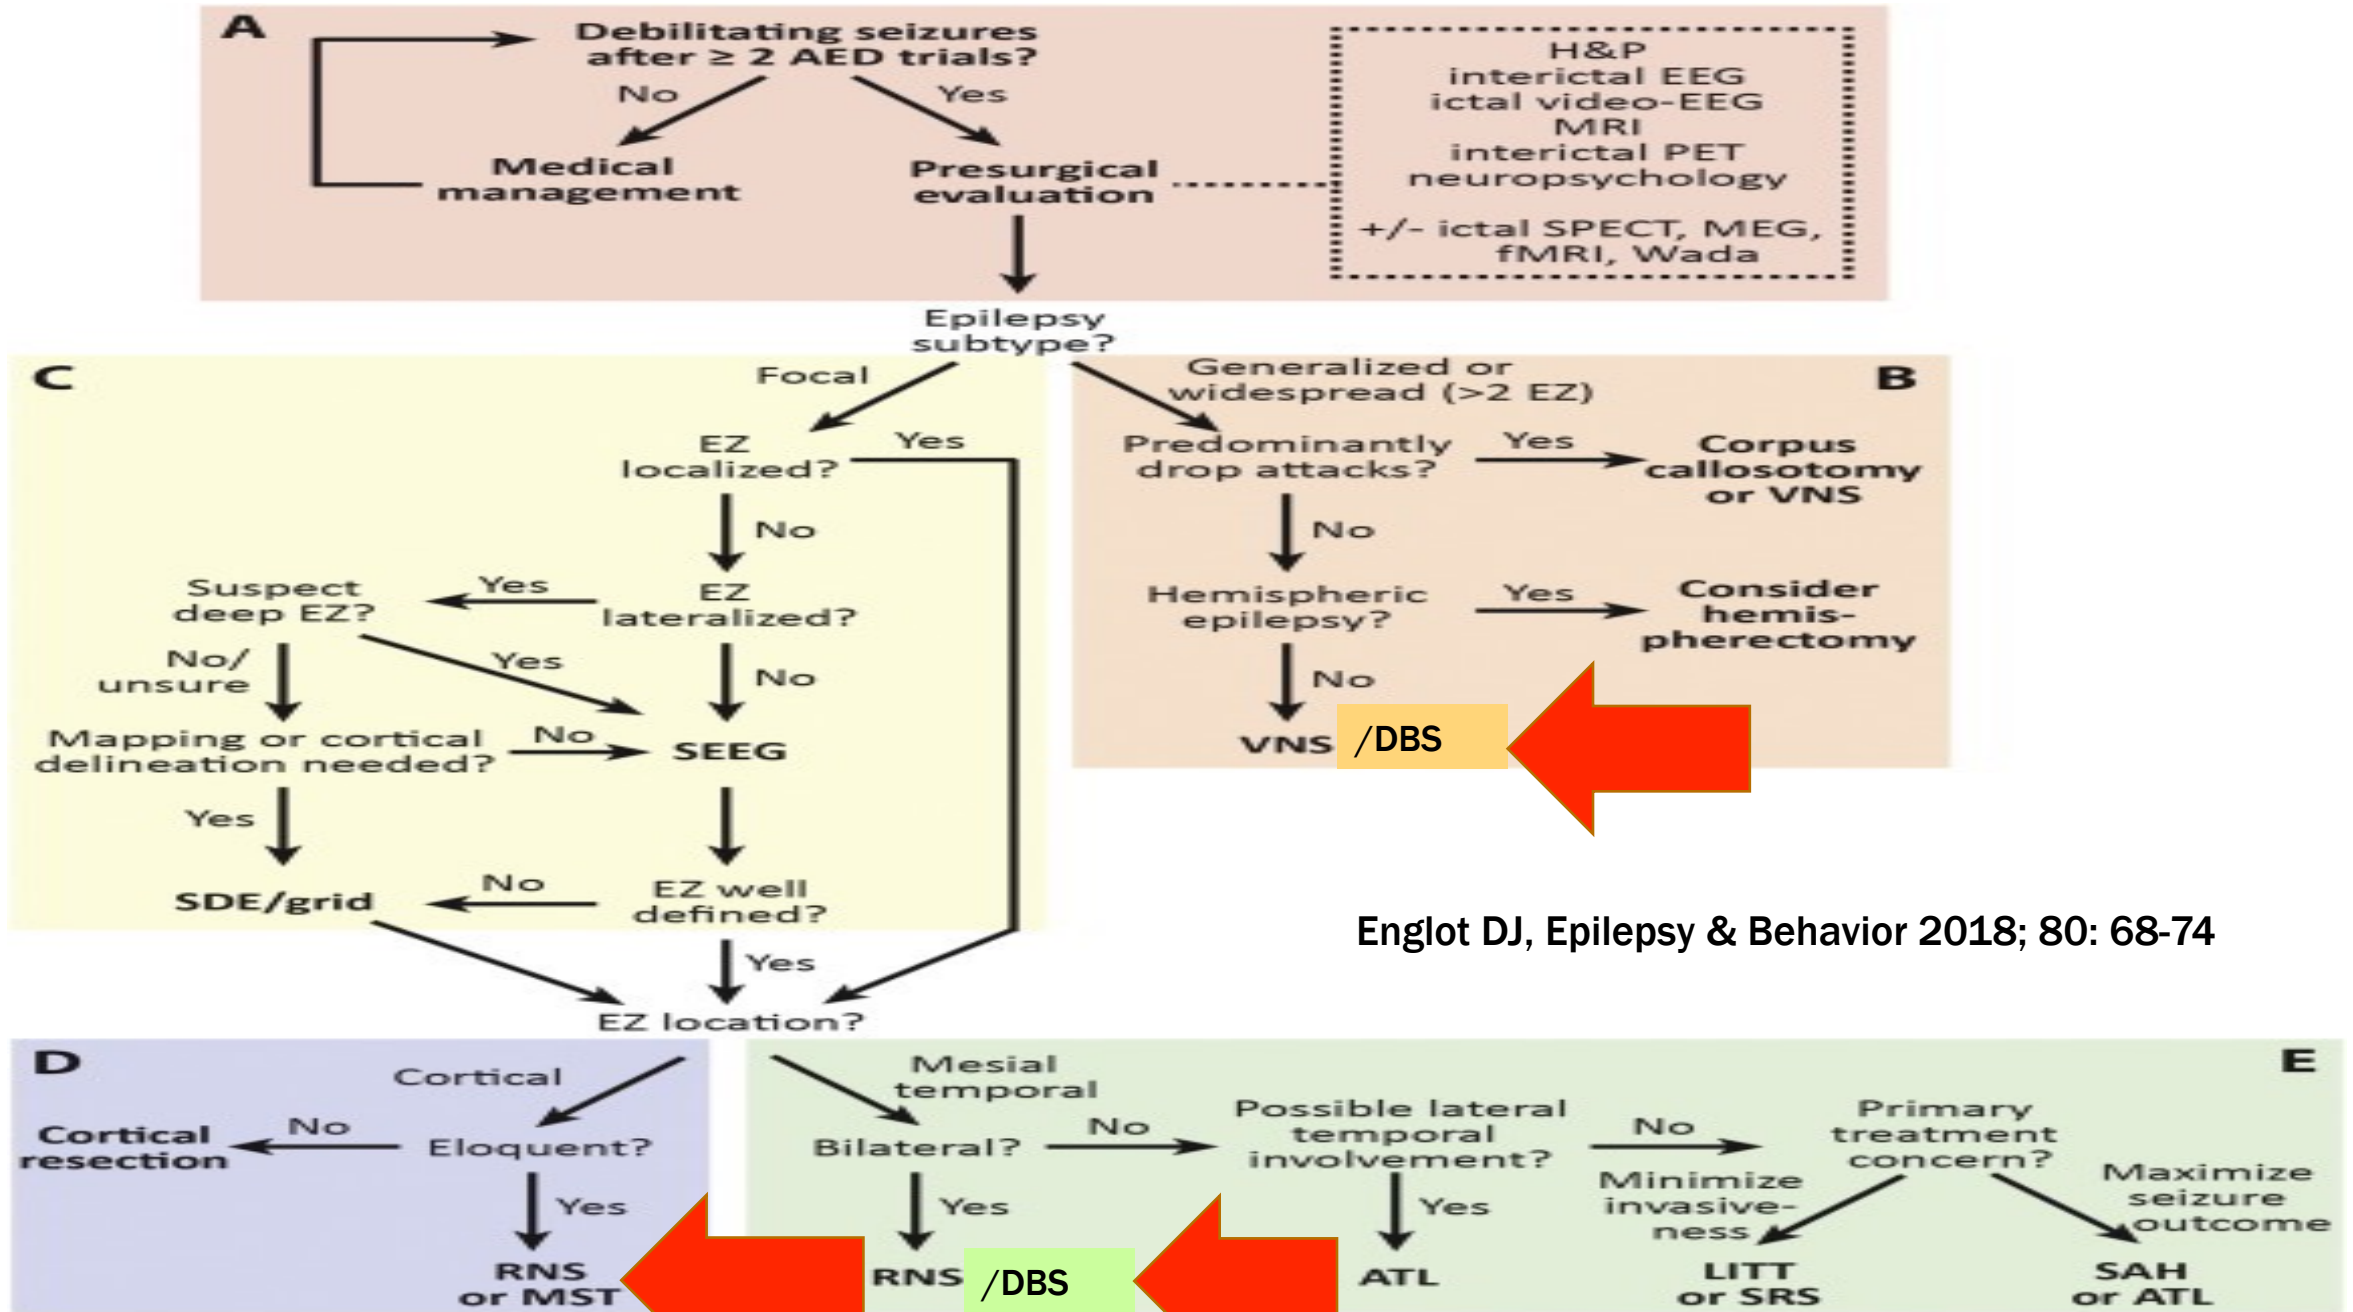 A
Debilitating seizures
after ≥ 2 AED trials?
No
Yes
Medical
management
Presurgical
evaluation
H&P
interictal EEG
ictal video-EEG
MRI
interictal PET
neuropsychology
+/- ictal SPECT, MEG,
fMRI, Wada
Epilepsy
subtype?
C
Focal
EZ
localized?
Yes
No
EZ
lateralized?
Yes
Suspect
deep EZ?
No/
unsure
Yes
No
Mapping or cortical
delineation needed?
No
SEEG
Yes
SDE/grid
No
EZ well
defined?
Yes
EZ location?
Generalized or
widespread (>2 EZ)
B
Predominantly
drop attacks?
Yes
Corpus
callosotomy
or VNS
No
Hemispheric
epilepsy?
Yes
Consider
hemis-
pherectomy
No
VNS /DBS
Englot DJ, Epilepsy & Behavior 2018; 80: 68-74
D
Cortical
Cortical
resection
No
Eloquent?
Yes
RNS
or MST
Mesial
temporal
E
Bilateral?
No
Possible lateral
temporal
involvement?
No
Primary
treatment
concern?
Yes
RNS /DBS
Yes
ATL
Minimize
invasive-
ness
LITT
or SRS
Maximize
seizure
outcome
SAH
or ATL